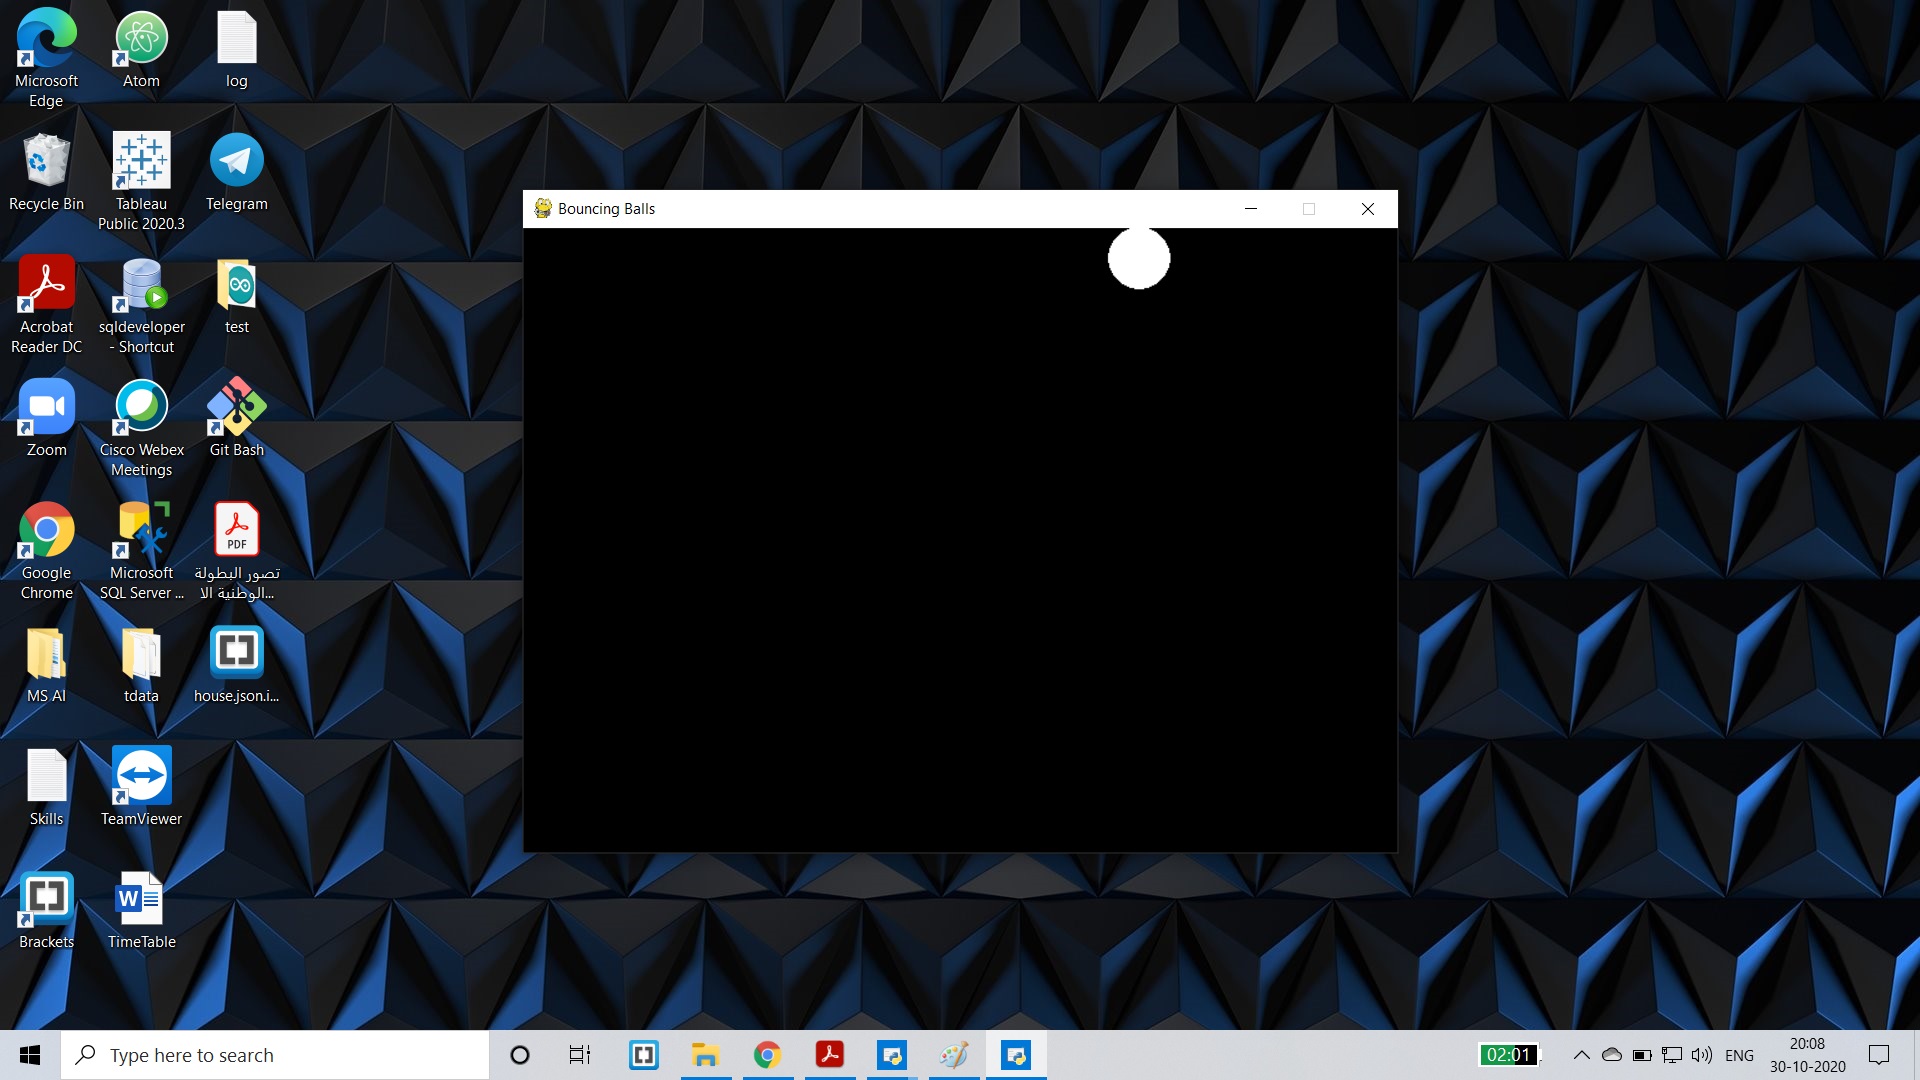 Microsoft
Edge
Atom
log
Recycle Bin
Tableau
Public 2020.3
Telegram
Acrobat
Reader DC
sqldeveloper
- Shortcut
test
Zoom
Cisco Webex
Meetings
Git Bash
Google
Chrome
Microsoft
SQL Server ...
PDF
تصور البطولة
الوطنية الا...
MS AI
tdata
house.json.i...
Skills
TeamViewer
Brackets
W
TimeTable
Bouncing Balls
Type here to search
02:01
ENG
20:08
30-10-2020